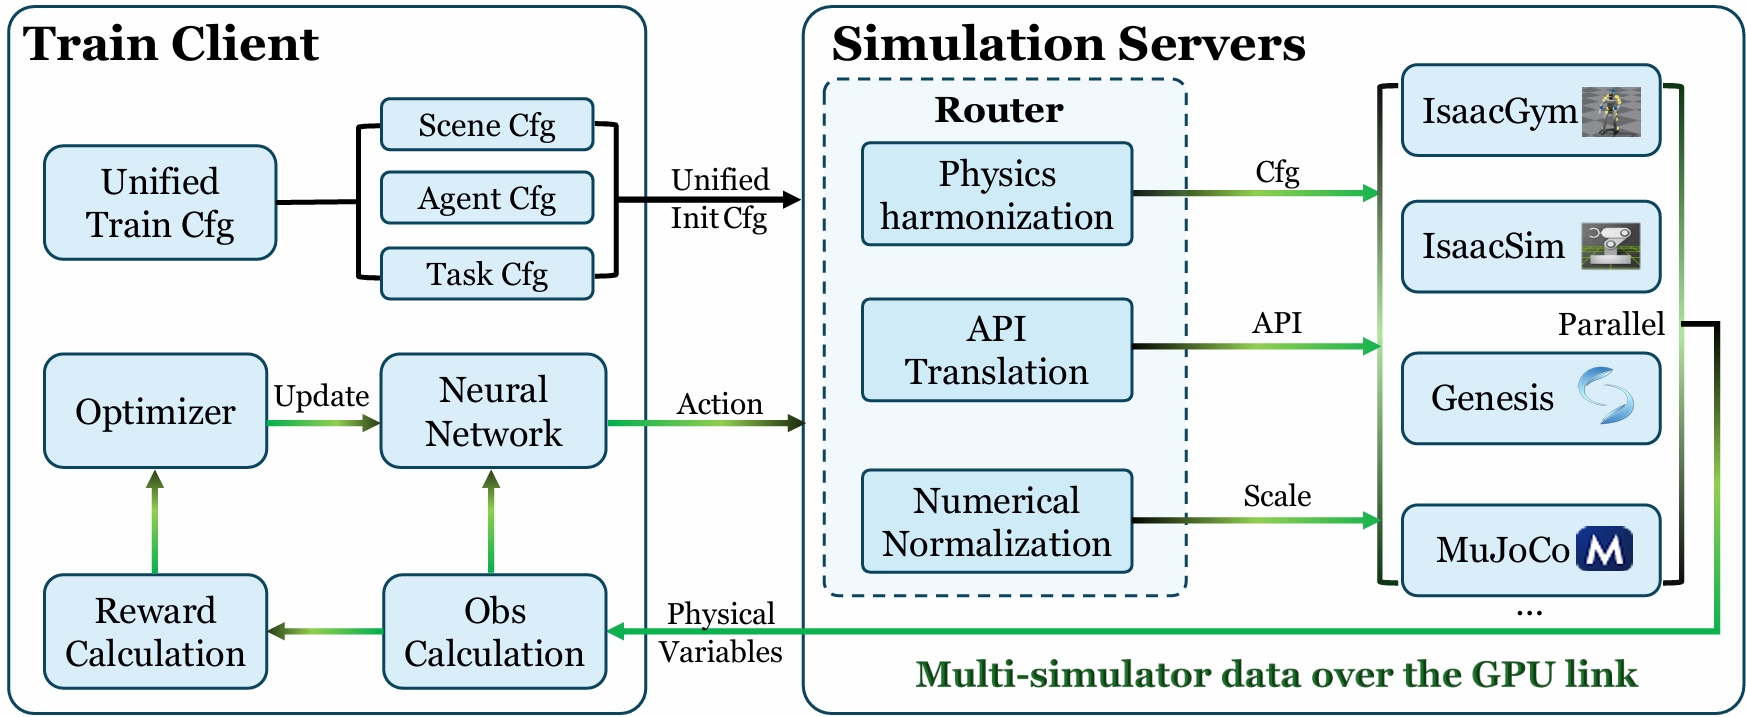 Train Client
Unified
Train Cfg
Scene Cfg
Agent Cfg
Task Cfg
Unified
Init Cfg
Optimizer
Update
Neural
Network
Action
Reward
Calculation
Obs
Calculation
Physical
Variables
Simulation Servers
Router
Physics
harmonization
Cfg
API
Translation
API
Numerical
Normalization
Scale
IsaacGym
IsaacSim
Parallel
Genesis
MuJoCo
M
...
Multi-simulator data over the GPU link